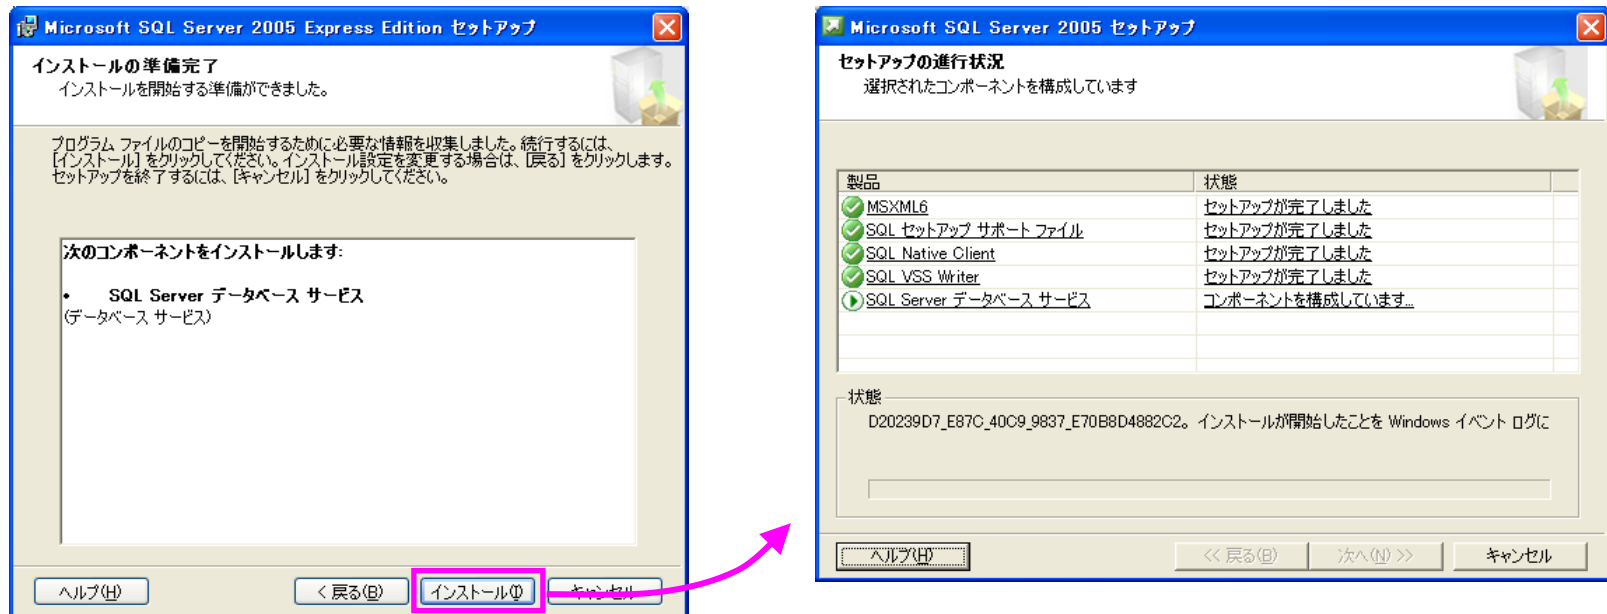 Microsoft SQL Server 2005 Express Edition セットアップ
インストールの準備完了
インストールを開始する準備ができました。
プログラム ファイルのコピーを開始するために必要な情報を収集しました。続行するには、
[インストール] をクリックしてください。インストール設定を変更する場合は、[戻る] をクリックします。
セットアップを終了するには、[キャンセル] をクリックしてください。
次のコンポーネントをインストールします:
• SQL Server データベース サービス
(データベース サービス)
ヘルプ(H)
< 戻る(B)
インストール(I)
キャンセル
Microsoft SQL Server 2005 セットアップ
セットアップの進行状況
選択されたコンポーネントを構成しています
製品 状態
MSXML6 セットアップが完了しました
SQL セットアップ サポート ファイル セットアップが完了しました
SQL Native Client セットアップが完了しました
SQL VSS Writer セットアップが完了しました
SQL Server データベース サービス コンポーネントを構成しています...
状態
D20239D7_E87C_40C9_9837_E70B8D4882C2。インストールが開始したことを Windows イベント ログに
ヘルプ(H)
<< 戻る(B)
次へ(N) >>
キャンセル